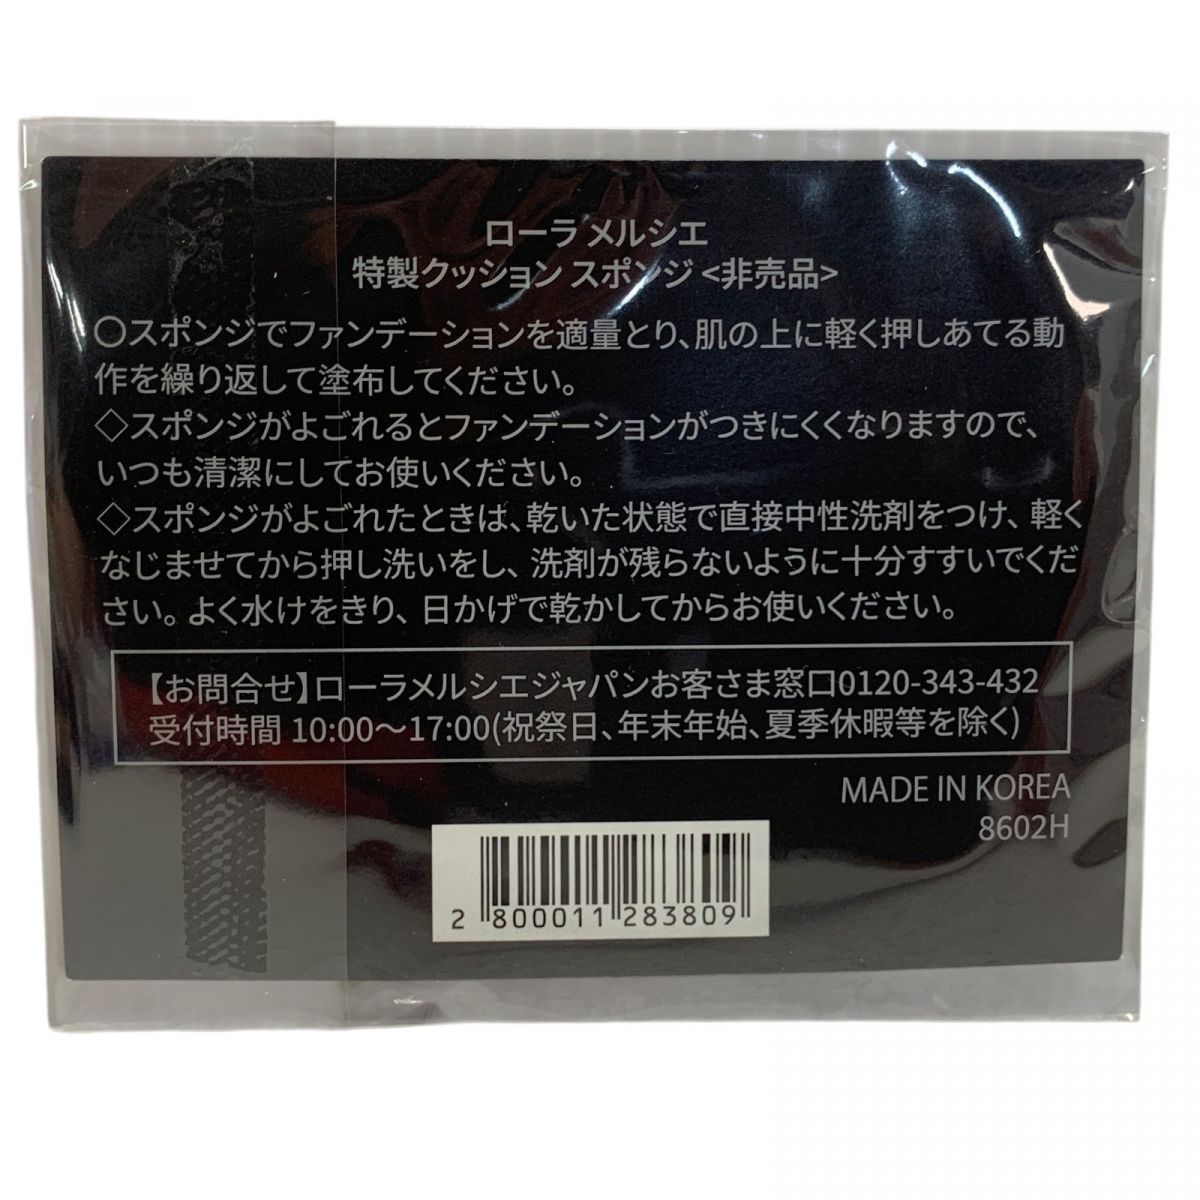 ローラ メルシエ
特製クッション スポンジ <非売品>
〇スポンジでファンデーションを適量とり、肌の上に軽く押しあてる動
作を繰り返して塗布してください。
◇スポンジがよごれるとファンデーションがつきにくくなりますので、
いつも清潔にしてお使いください。
◇スポンジがよごれたときは、乾いた状態で直接中性洗剤をつけ、軽く
なじませてから押し洗いをし、洗剤が残らないように十分すすいでくだ
さい。よく水けをきり、日かげで乾かしてからお使いください。
【お問合せ】ローラメルシエジャパンお客さま窓口0120-343-432
受付時間 10:00～17:00(祝祭日、年末年始、夏季休暇等を除く)
MADE IN KOREA
8602H
2 800011 283809